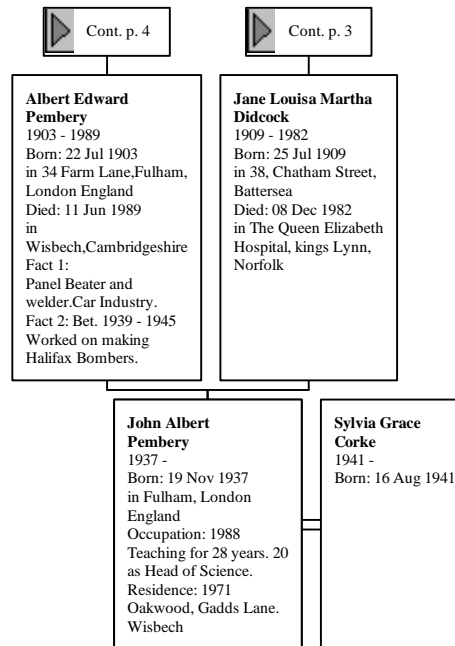 Cont. p. 4
Cont. p. 3
Albert Edward
Pembery
1903 - 1989
Born: 22 Jul 1903
in 34 Farm Lane,Fulham,
London England
Died: 11 Jun 1989
in
Wisbech,Cambridgeshire
Fact 1:
Panel Beater and
welder.Car Industry.
Fact 2: Bet. 1939 - 1945
Worked on making
Halifax Bombers.
Jane Louisa Martha
Didcock
1909 - 1982
Born: 25 Jul 1909
in 38, Chatham Street,
Battersea
Died: 08 Dec 1982
in The Queen Elizabeth
Hospital, kings Lynn,
Norfolk
John Albert
Pembery
1937 -
Born: 19 Nov 1937
in Fulham, London
England
Occupation: 1988
Teaching for 28 years. 20
as Head of Science.
Residence: 1971
Oakwood, Gadds Lane.
Wisbech
Sylvia Grace
Corke
1941 -
Born: 16 Aug 1941